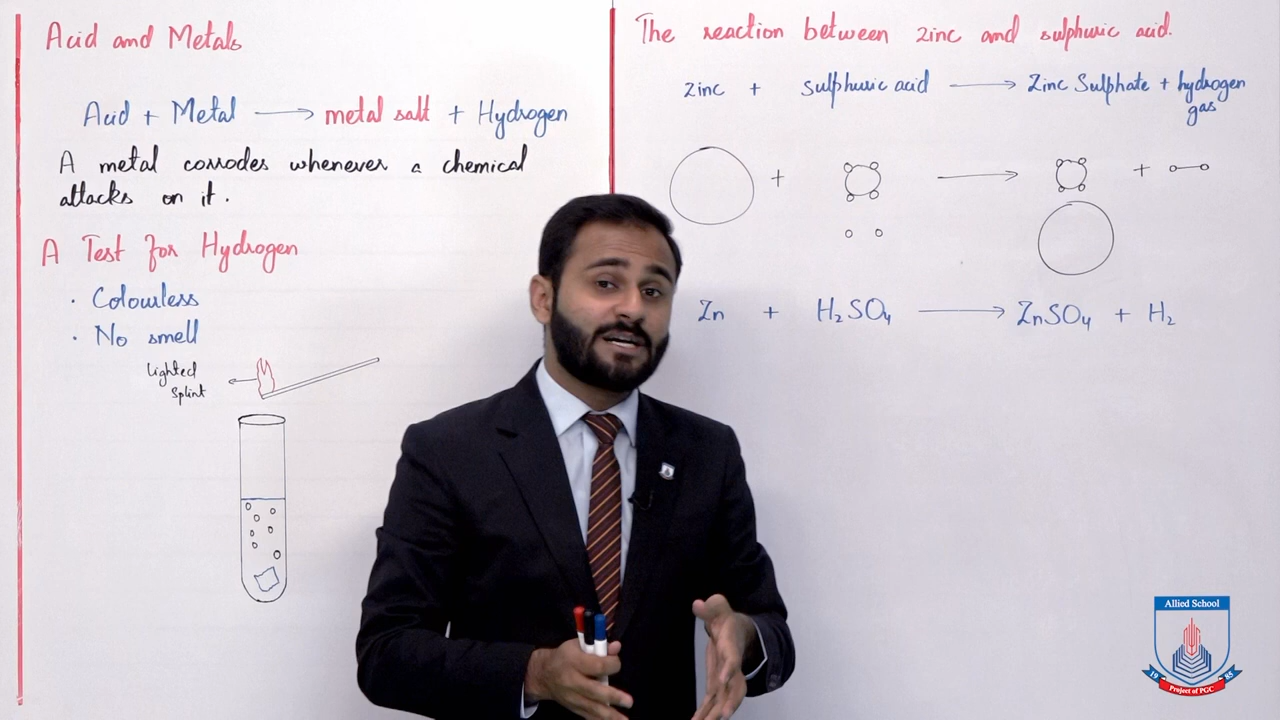 Acid and Metals
Acid + Metal → metal salt + Hydrogen
A metal corrodes whenever a chemical
attacks on it.
A Test for Hydrogen
· Colourless
· No smell
Lighted
Splint
The reaction between zinc and sulphuric acid.
zinc + sulphuric acid → Zinc Sulphate + hydrogen
gas
+ → +
Zn + H₂SO₄ → ZnSO₄ + H₂
Allied School
19 85
Project of PGC